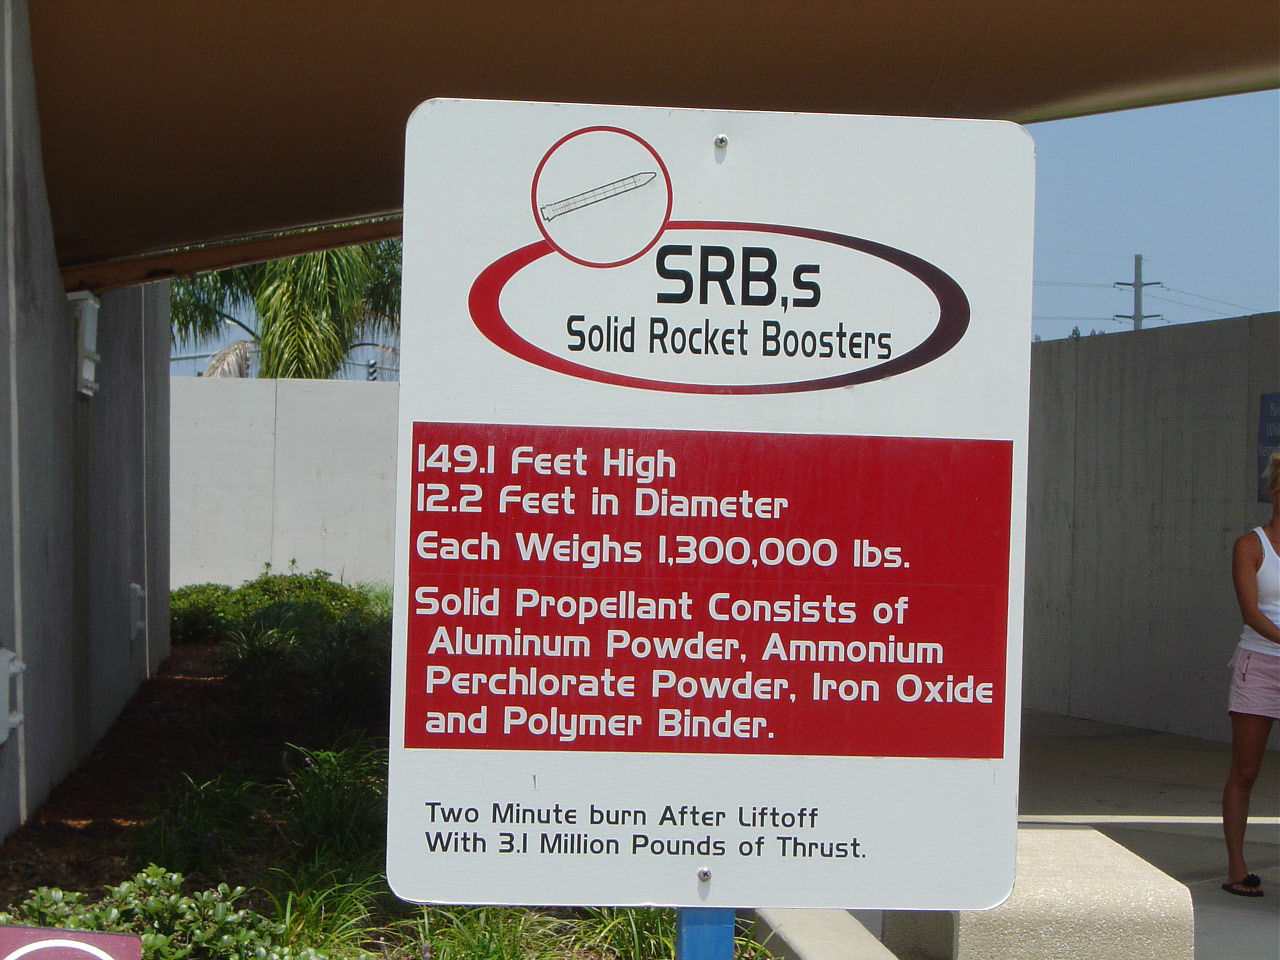 SRB,s
Solid Rocket Boosters
149.1 Feet High
12.2 Feet in Diameter
Each Weighs 1,300,000 lbs.
Solid Propellant Consists of
Aluminum Powder, Ammonium
Perchlorate Powder, Iron Oxide
and Polymer Binder.
Two Minute burn After Liftoff
With 3.1 Million Pounds of Thrust.